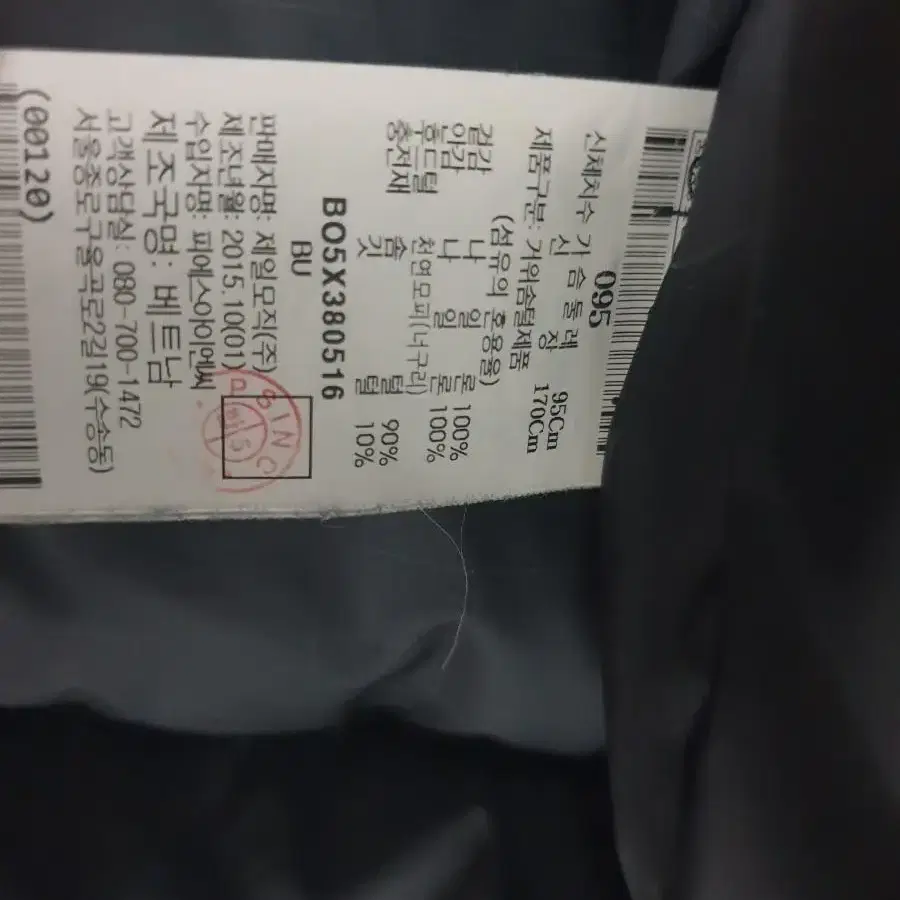 095
신체치수 가슴둘레 95Cm
신장 170Cm
제품구분: 거위솜털제품
(섬유의 혼용율)
겉감 나일론 100%
안감 나일론 100%
후드털 천연모피(너구리)털
충전재 솜털 90%
깃털 10%
BO5X380516
BU
판매자명: 제일모직(주)
제조년월: 2015.10(01)
수입자명: 피에스아이엔씨
제조국명: 베트남
고객상담실: 080-700-1472
서울종로구율곡로2길19(수송동)
(00120)
PSINC